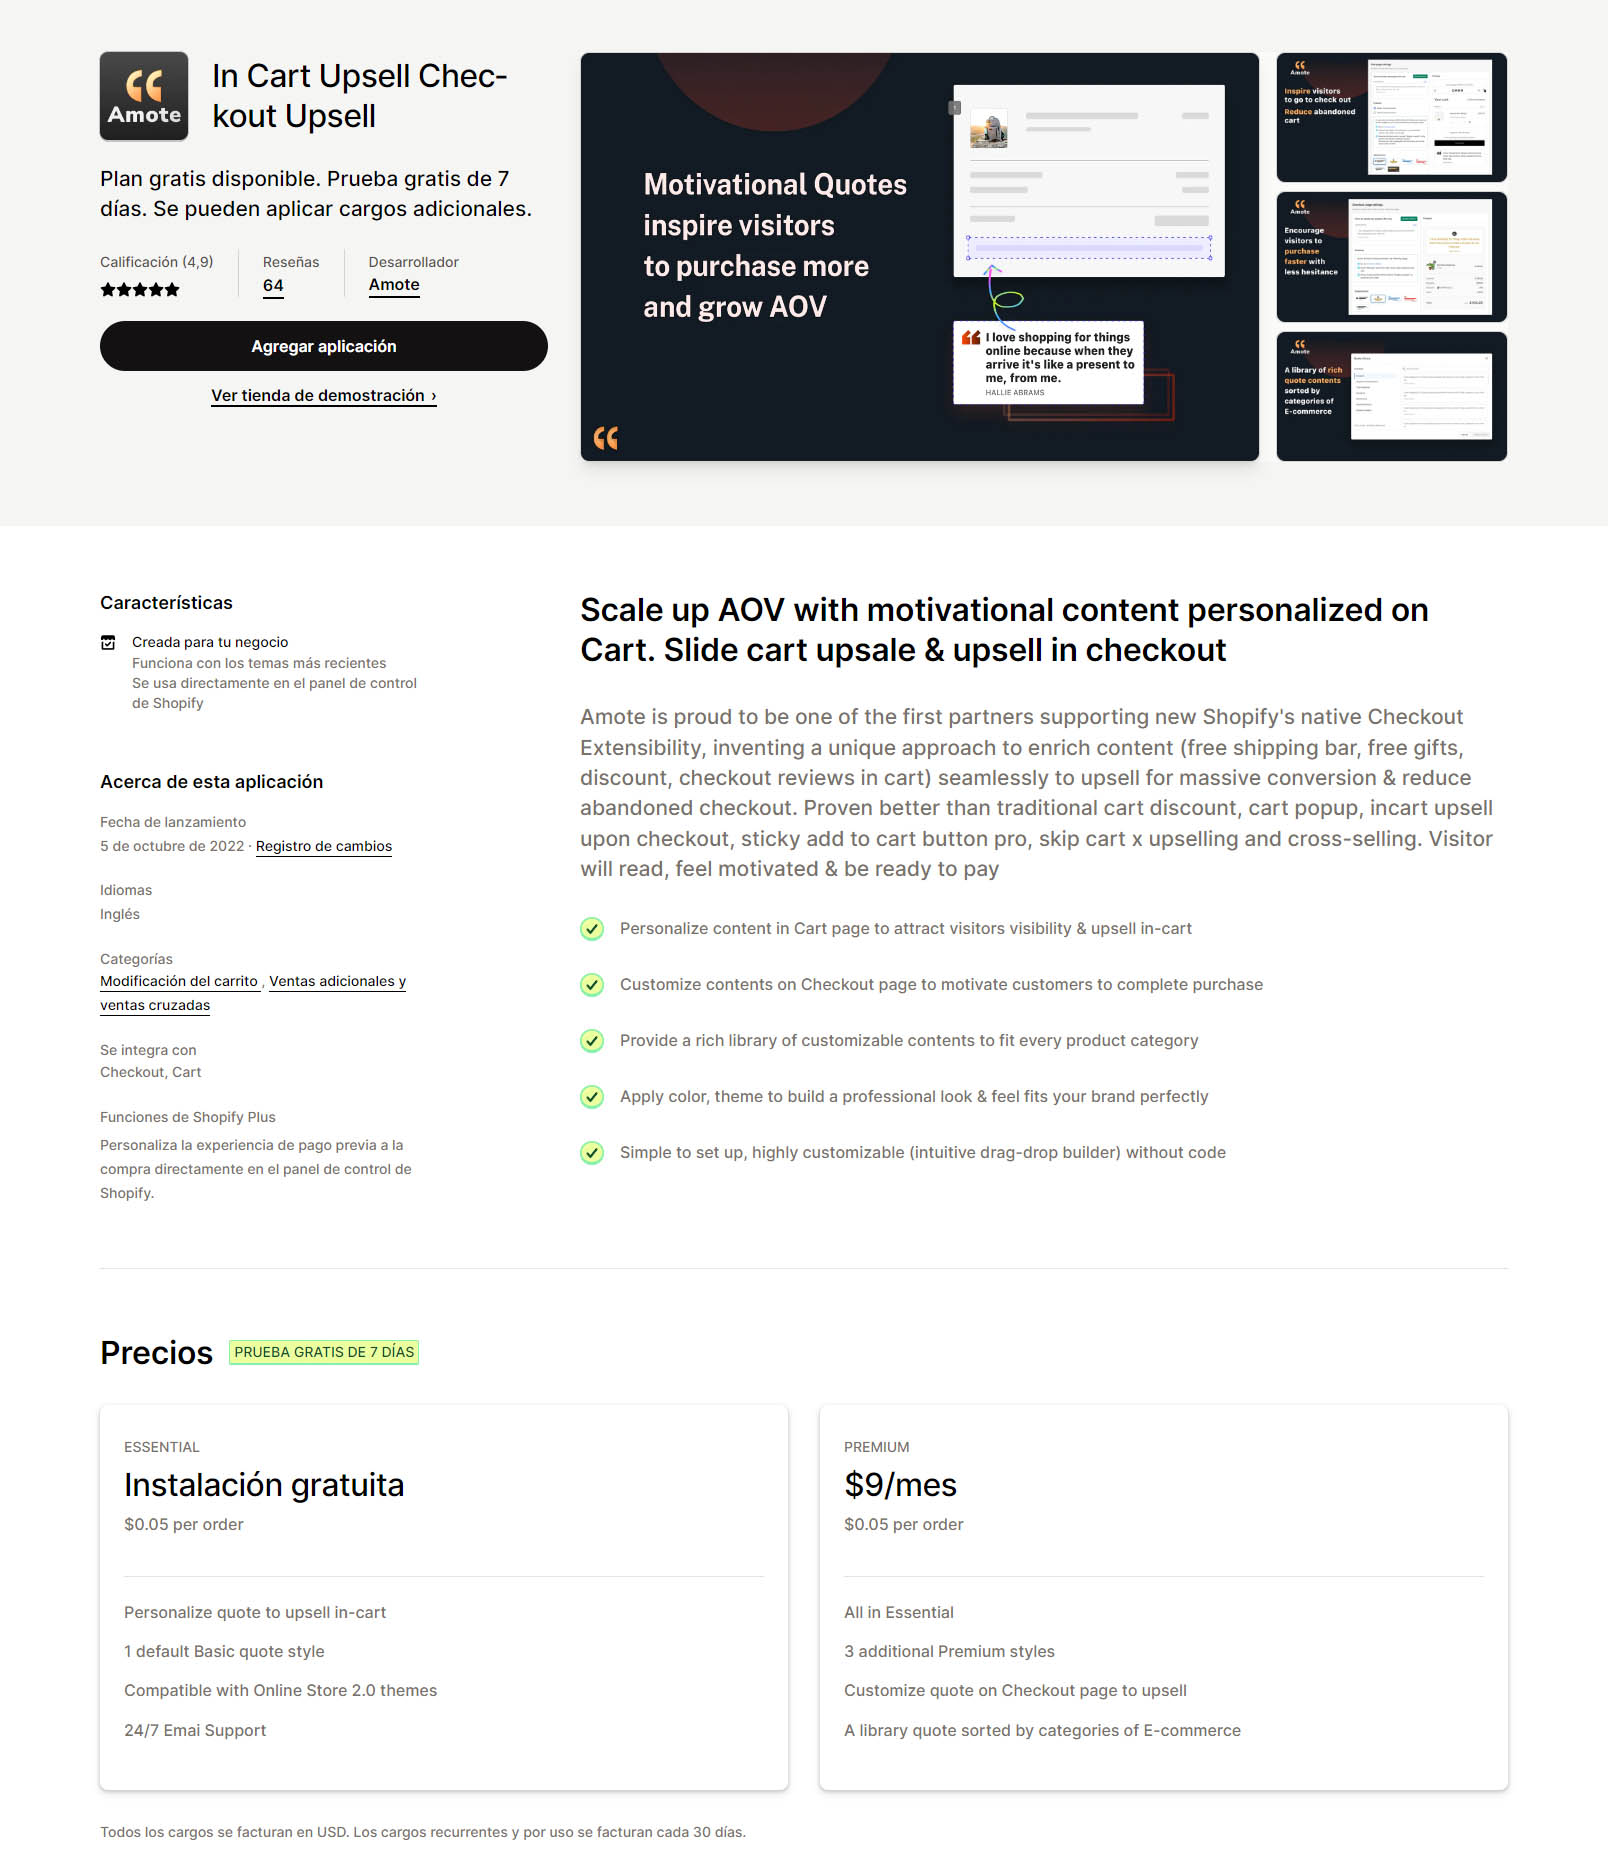 Amote
In Cart Upsell Chec-
kout Upsell
Plan gratis disponible. Prueba gratis de 7
días. Se pueden aplicar cargos adicionales.
Calificación (4,9)
Reseñas
64
Desarrollador
Amote
Agregar aplicación
Ver tienda de demostración ›
Motivational Quotes
inspire visitors
to purchase more
and grow AOV
I love shopping for things
online because when they
arrive it's like a present to
me, from me.
HALLIE ABRAMS
Amote
Inspire visitors
to go to check out
Reduce abandoned
cart
Amote
Encourage
visitors to
purchase
faster with
less hesitance
Amote
A library of rich
quote contents
sorted by
categories of
E-commerce
Características
Creada para tu negocio
Funciona con los temas más recientes
Se usa directamente en el panel de control
de Shopify
Acerca de esta aplicación
Fecha de lanzamiento
5 de octubre de 2022 · Registro de cambios
Idiomas
Inglés
Categorías
Modificación del carrito , Ventas adicionales y
ventas cruzadas
Se integra con
Checkout, Cart
Funciones de Shopify Plus
Personaliza la experiencia de pago previa a la
compra directamente en el panel de control de
Shopify.
Scale up AOV with motivational content personalized on
Cart. Slide cart upsale & upsell in checkout
Amote is proud to be one of the first partners supporting new Shopify's native Checkout
Extensibility, inventing a unique approach to enrich content (free shipping bar, free gifts,
discount, checkout reviews in cart) seamlessly to upsell for massive conversion & reduce
abandoned checkout. Proven better than traditional cart discount, cart popup, incart upsell
upon checkout, sticky add to cart button pro, skip cart x upselling and cross-selling. Visitor
will read, feel motivated & be ready to pay
Personalize content in Cart page to attract visitors visibility & upsell in-cart
Customize contents on Checkout page to motivate customers to complete purchase
Provide a rich library of customizable contents to fit every product category
Apply color, theme to build a professional look & feel fits your brand perfectly
Simple to set up, highly customizable (intuitive drag-drop builder) without code
Precios
PRUEBA GRATIS DE 7 DÍAS
ESSENTIAL
Instalación gratuita
$0.05 per order
Personalize quote to upsell in-cart
1 default Basic quote style
Compatible with Online Store 2.0 themes
24/7 Emai Support
PREMIUM
$9/mes
$0.05 per order
All in Essential
3 additional Premium styles
Customize quote on Checkout page to upsell
A library quote sorted by categories of E-commerce
Todos los cargos se facturan en USD. Los cargos recurrentes y por uso se facturan cada 30 días.